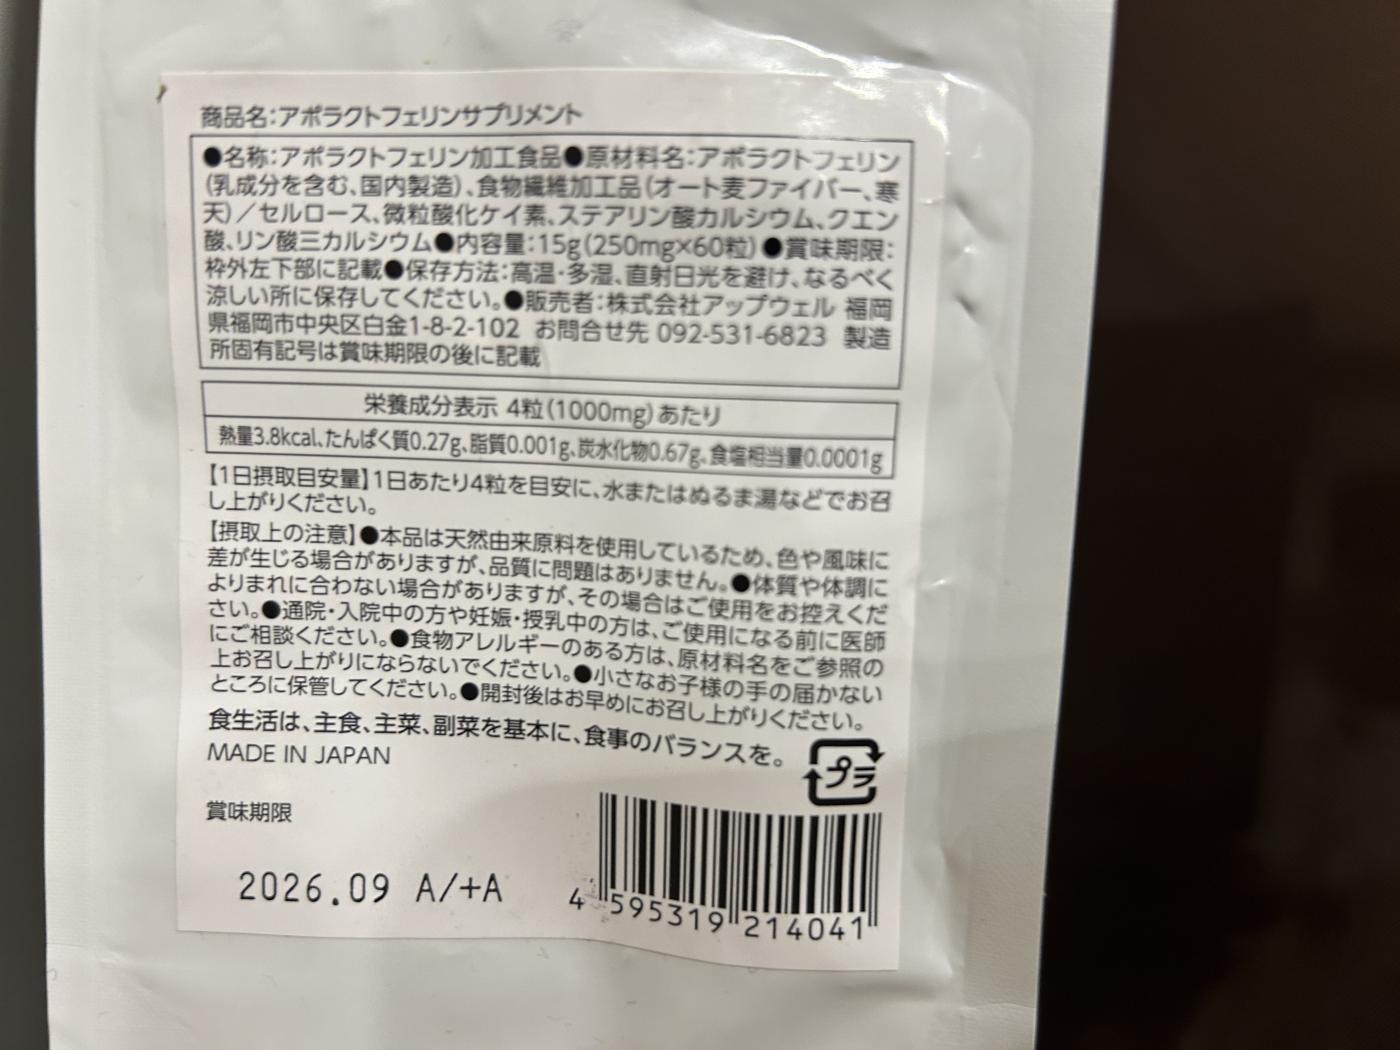 商品名:アポラクトフェリンサプリメント
●名称:アポラクトフェリン加工食品●原材料名:アポラクトフェリン
(乳成分を含む、国内製造)、食物繊維加工品(オート麦ファイバー、寒
天)/セルロース、微粒酸化ケイ素、ステアリン酸カルシウム、クエン
酸、リン酸三カルシウム●内容量:15g(250mg×60粒)●賞味期限:
枠外左下部に記載●保存方法:高温・多湿、直射日光を避け、なるべく
涼しい所に保存してください。●販売者:株式会社アップウェル 福岡
県福岡市中央区白金1-8-2-102 お問合せ先 092-531-6823 製造
所固有記号は賞味期限の後に記載
栄養成分表示 4粒(1000mg)あたり
熱量3.8kcal、たんぱく質0.27g、脂質0.001g、炭水化物0.67g、食塩相当量0.0001g
【1日摂取目安量】1日あたり4粒を目安に、水またはぬるま湯などでお召
し上がりください。
【摂取上の注意】●本品は天然由来原料を使用しているため、色や風味に
差が生じる場合がありますが、品質に問題はありません。●体質や体調に
よりまれに合わない場合がありますが、その場合はご使用をお控えくだ
さい。●通院・入院中の方や妊娠・授乳中の方は、ご使用になる前に医師
にご相談ください。●食物アレルギーのある方は、原材料名をご参照の
上お召し上がりにならないでください。●小さなお子様の手の届かない
ところに保管してください。●開封後はお早めにお召し上がりください。
食生活は、主食、主菜、副菜を基本に、食事のバランスを。
MADE IN JAPAN
プラ
賞味期限
2026.09 A/+A
4 595319 214041